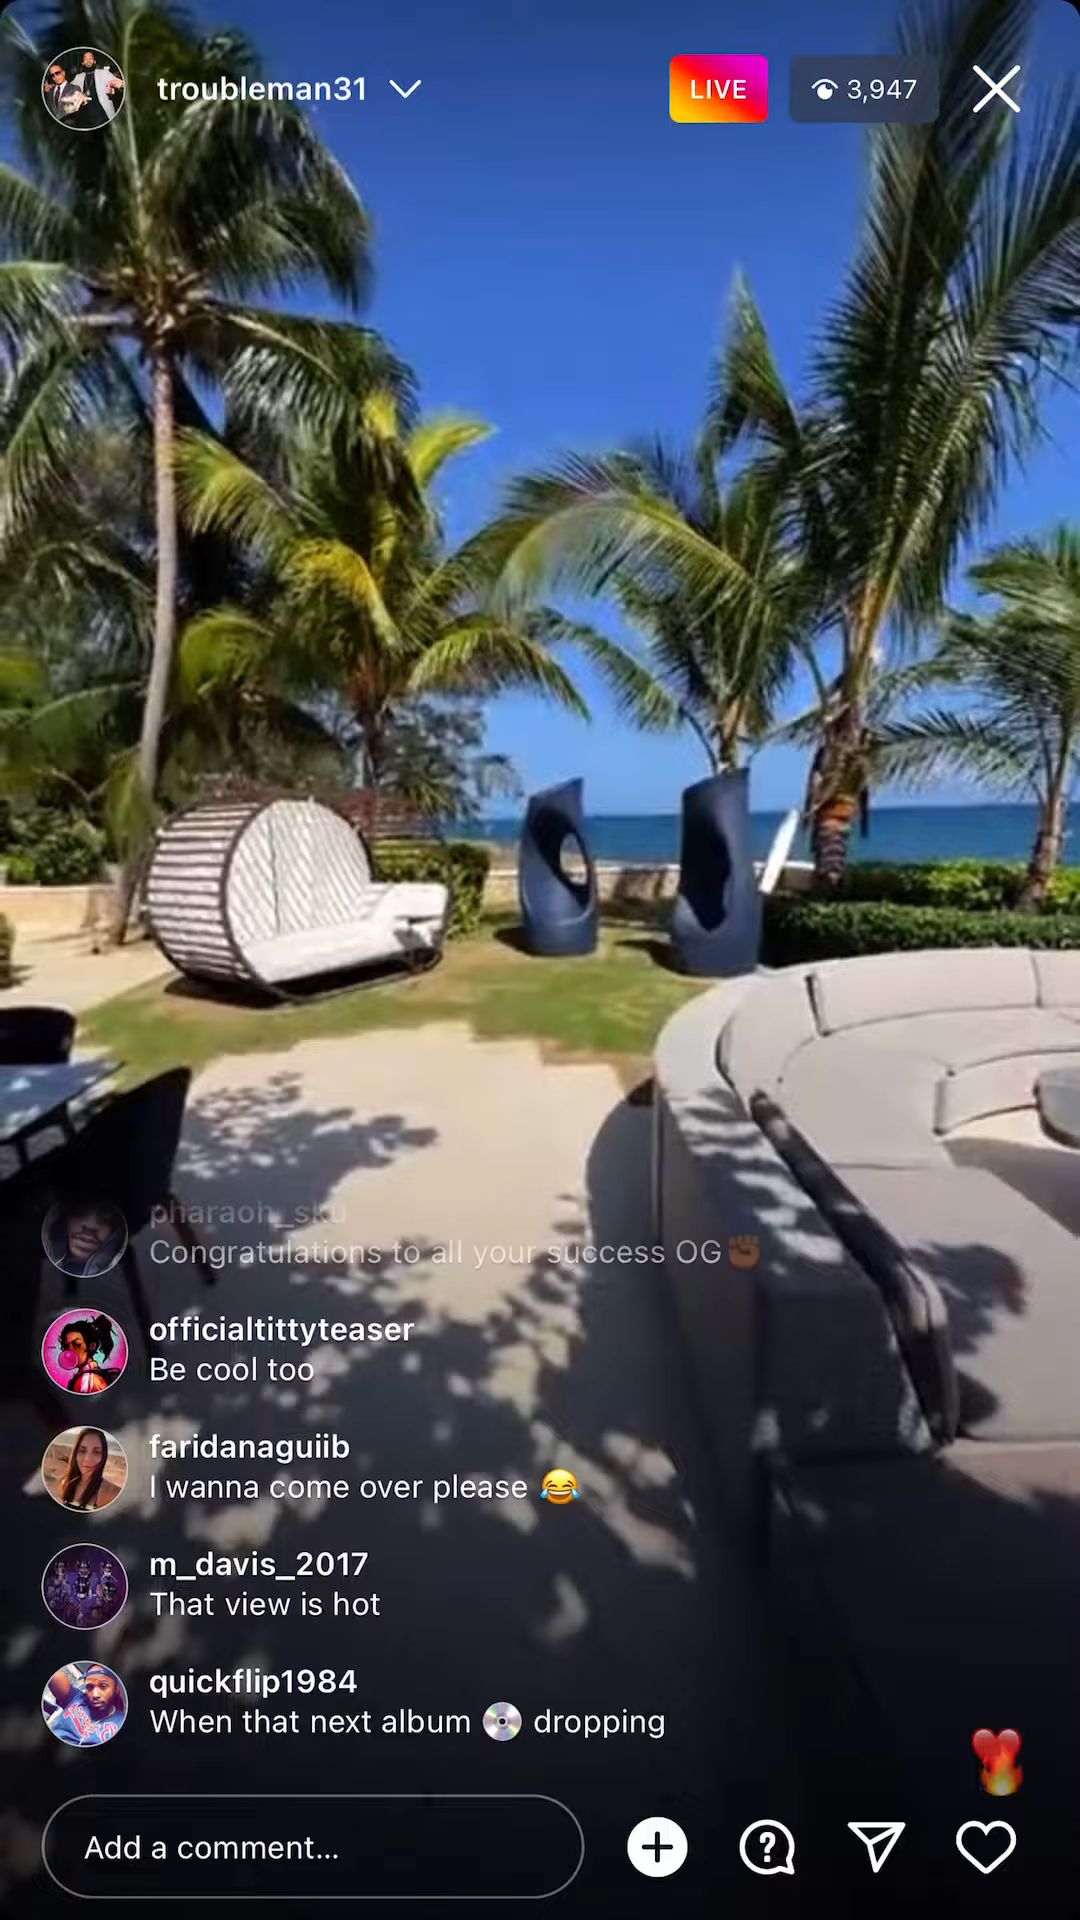 troubleman31
LIVE
3,947
pharaoh_sku
Congratulations to all your success OG✊🏾
officialtittyteaser
Be cool too
faridanaguiib
I wanna come over please 😂
m_davis_2017
That view is hot
quickflip1984
When that next album 💿 dropping
Add a comment...